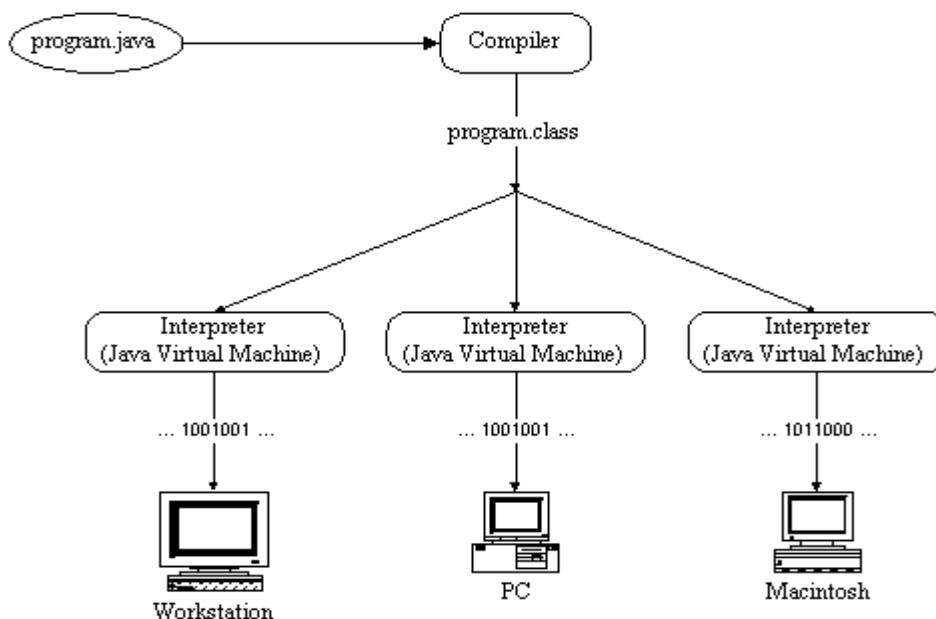 program.java
Compiler
program.class
Interpreter
(Java Virtual Machine)
Interpreter
(Java Virtual Machine)
Interpreter
(Java Virtual Machine)
... 1001001 ...
... 1001001 ...
... 1011000 ...
Workstation
PC
Macintosh